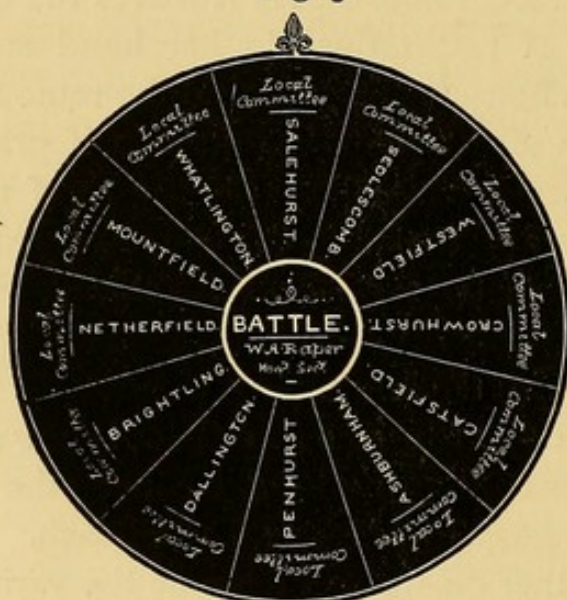 Local
Committee
SALEHURST.
Local
Committee
SEDLESCOMB.
Local
Committee
WESTFIELD
Local
Committee
CROWHURST.
Local
Committee
CATSFIELD.
Local
Committee
ASHBURNHAM
Local
Committee
PENHURST
Local
Committee
DALLINGTON.
Local
Committee
BRIGHTLING.
Local
Committee
NETHERFIELD.
Local
Committee
MOUNTFIELD.
Local
Committee
WHATLINGTON
BATTLE.
W.A.Raper
Hon. Sec.